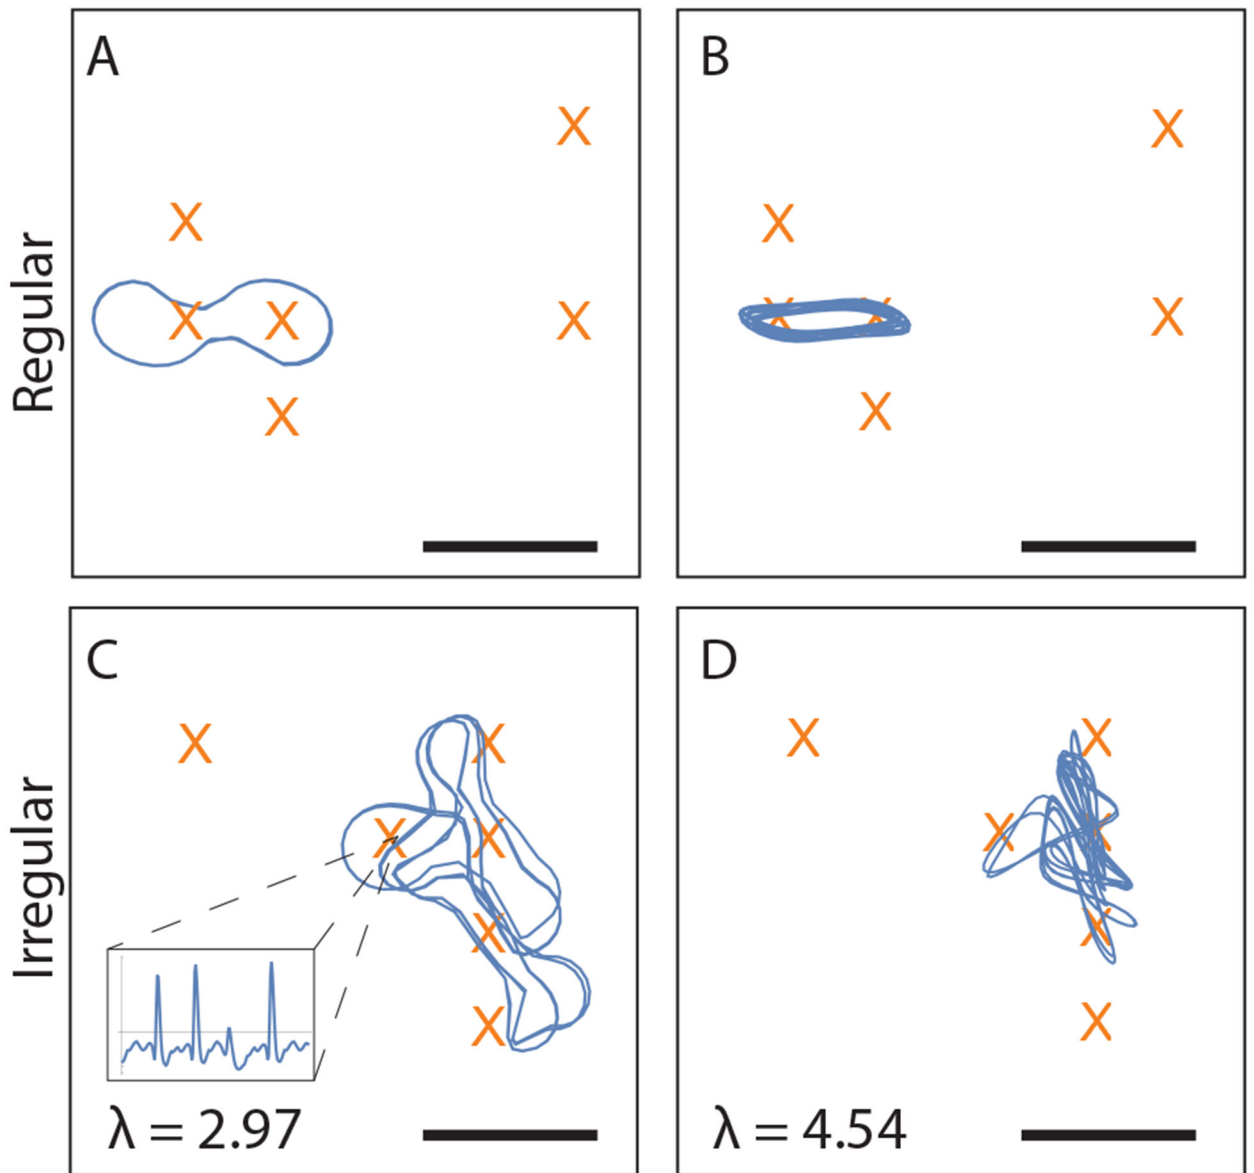 A
B
Regular
C
D
Irregular
λ = 2.97
λ = 4.54